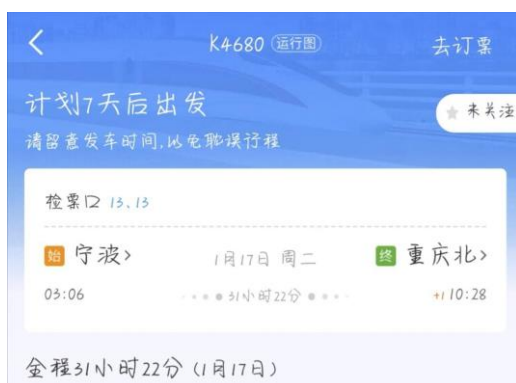 K4680 运行图 去订票
计划7天后出发
未关注
请留意发车时间,以免耽误行程
检票口 13、13
始 宁波> 1月17日 周二 终 重庆北>
03:06 31小时22分 +1 10:28
全程31小时22分 (1月17日)